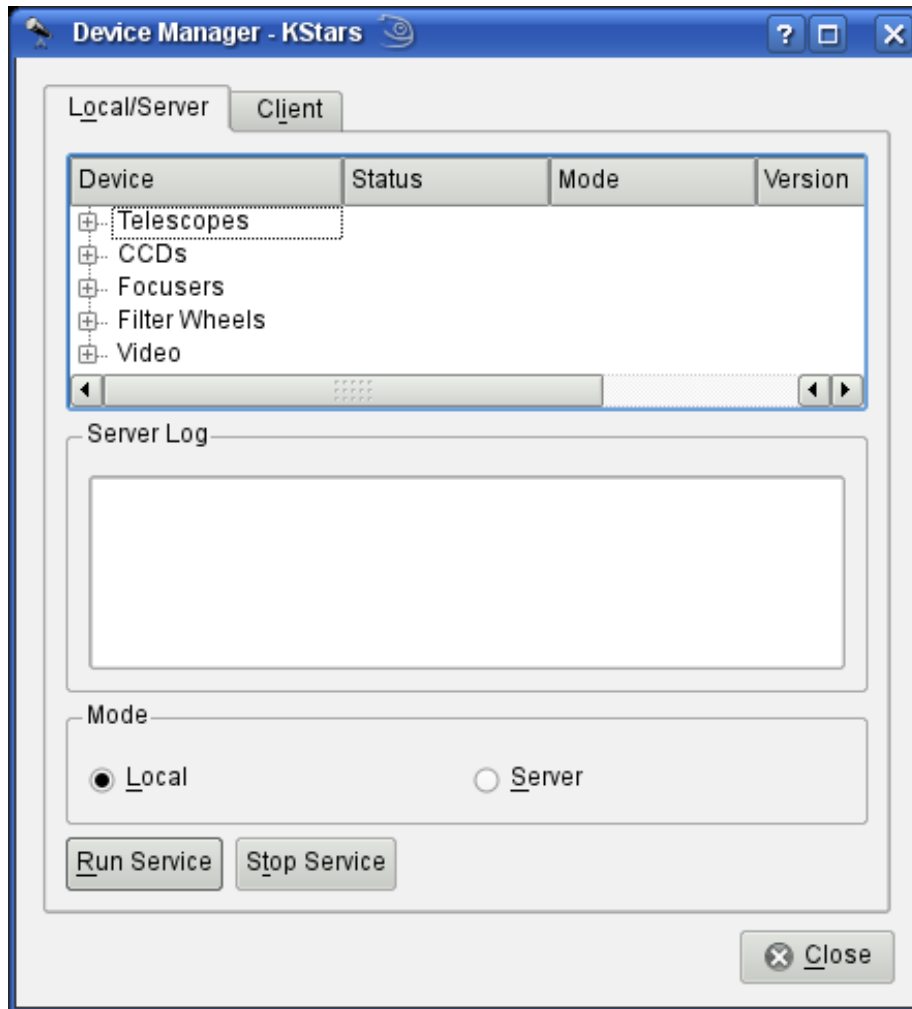 Device Manager - KStars
Local/Server Client
Device Status Mode Version
Telescopes
CCDs
Focusers
Filter Wheels
Video
Server Log
Mode
Local Server
Run Service Stop Service
Close